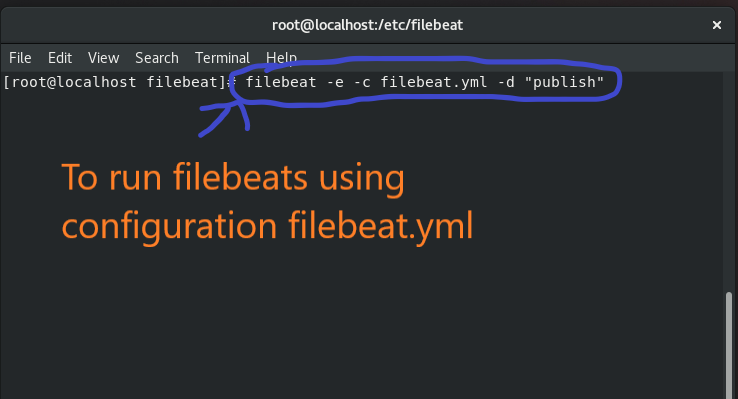 root@localhost:/etc/filebeat
File Edit View Search Terminal Help
[root@localhost filebeat]# filebeat -e -c filebeat.yml -d "publish"
To run filebeats using
configuration filebeat.yml